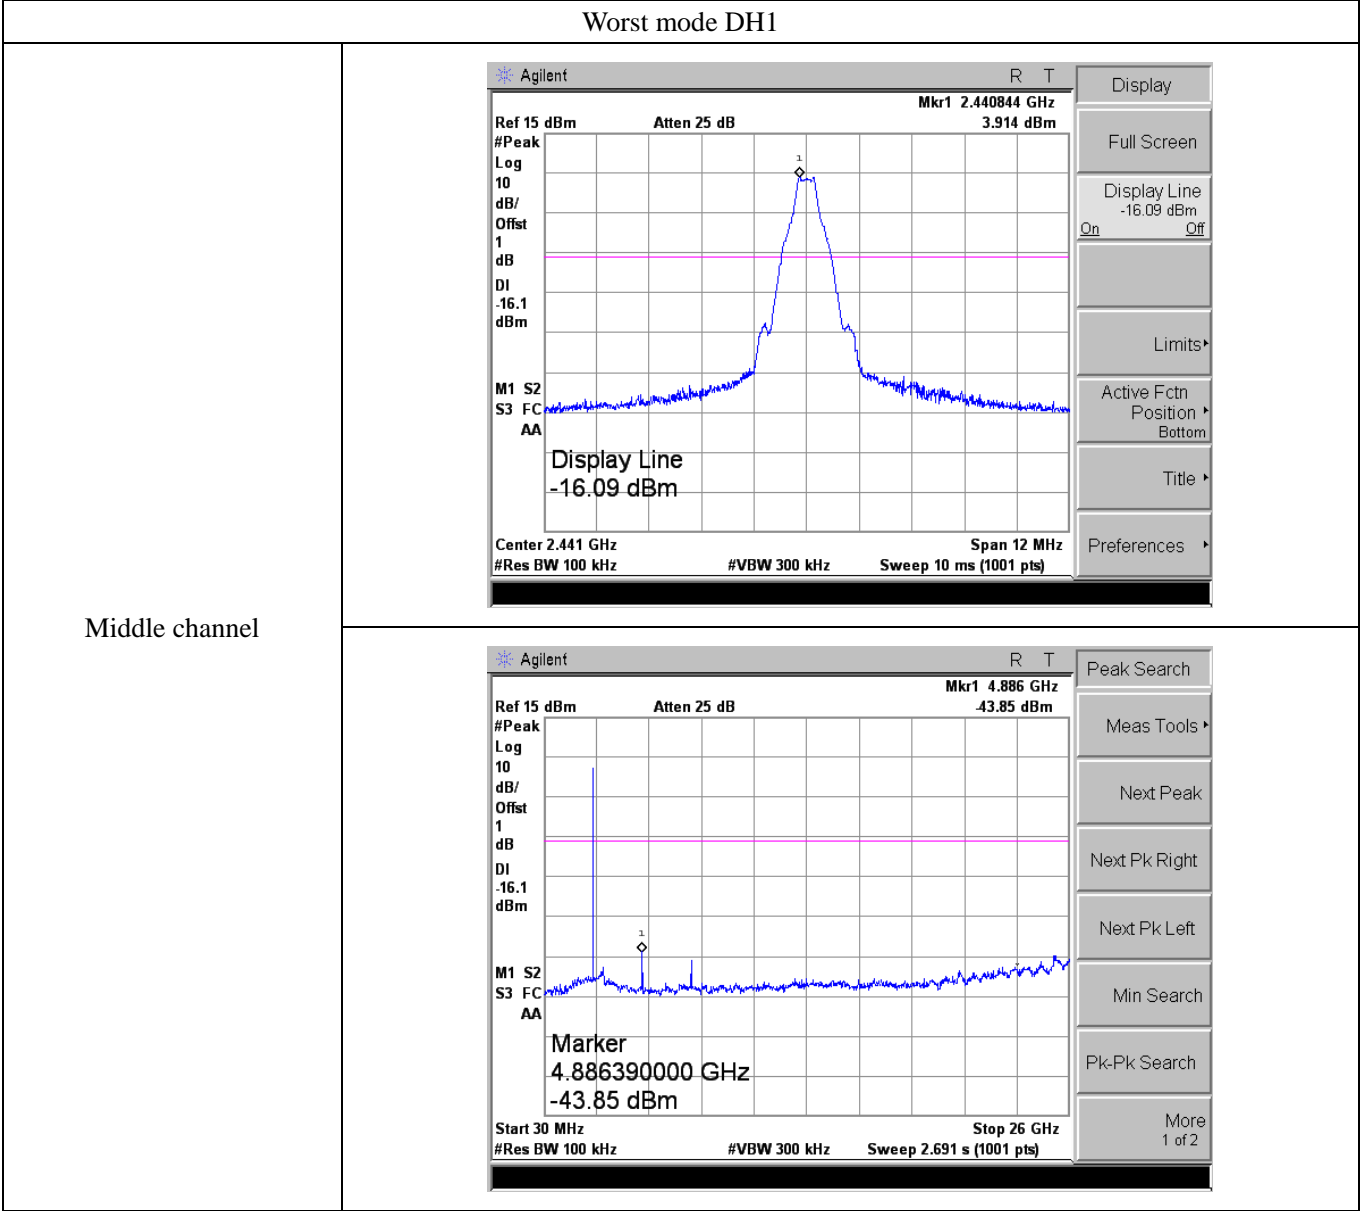 Worst mode DH1
Middle channel
Agilent R T
Mkr1 2.440844 GHz
Ref 15 dBm Atten 25 dB 3.914 dBm
#Peak
Log
10
dB/
Offst
1
dB
DI
-16.1
dBm
M1 S2
S3 FC
AA
1
Display Line
-16.09 dBm
Center 2.441 GHz Span 12 MHz
#Res BW 100 kHz #VBW 300 kHz Sweep 10 ms (1001 pts)
Display
Full Screen
Display Line
-16.09 dBm
On Off
Limits
Active Fctn
Position
Bottom
Title
Preferences
Agilent R T
Mkr1 4.886 GHz
Ref 15 dBm Atten 25 dB -43.85 dBm
#Peak
Log
10
dB/
Offst
1
dB
DI
-16.1
dBm
M1 S2
S3 FC
AA
1
Marker
4.886390000 GHz
-43.85 dBm
Start 30 MHz Stop 26 GHz
#Res BW 100 kHz #VBW 300 kHz Sweep 2.691 s (1001 pts)
Peak Search
Meas Tools
Next Peak
Next Pk Right
Next Pk Left
Min Search
Pk-Pk Search
More
1 of 2